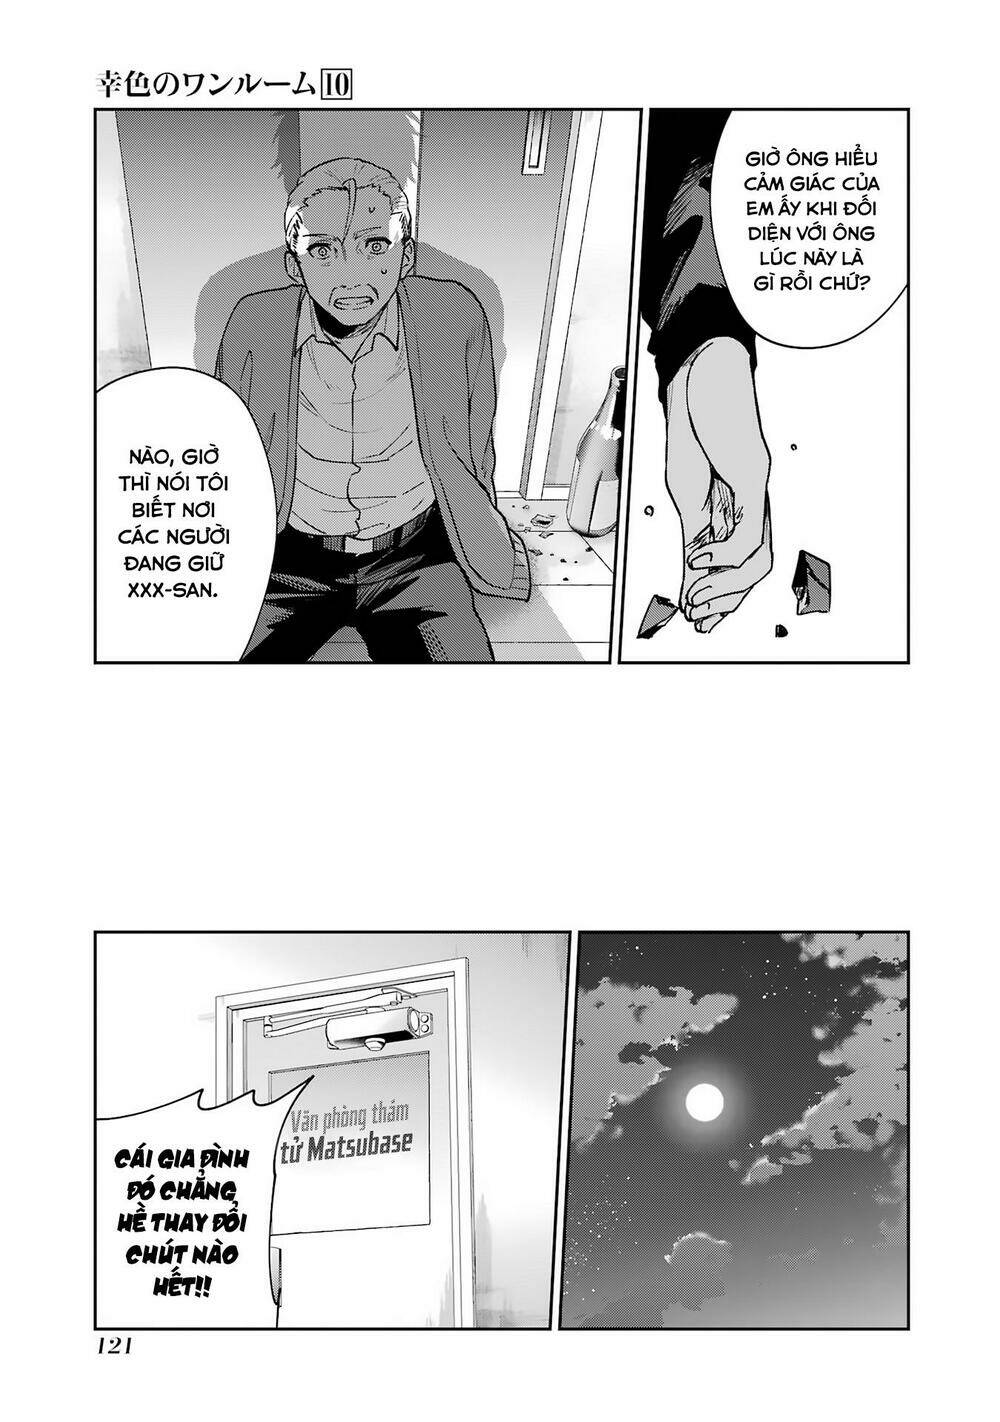 幸色のワンルーム 10
GIỜ ÔNG HIỂU
CẢM GIÁC CỦA
EM ẤY KHI ĐỐI
DIỆN VỚI ÔNG
LÚC NÀY LÀ
GÌ RỒI CHỨ?
NÀO, GIỜ
THÌ NÓI TÔI
BIẾT NƠI
CÁC NGƯỜI
ĐANG GIỮ
XXX-SAN.
Văn phòng thám
tử Matsubase
CÁI GIA ĐÌNH
ĐÓ CHẲNG
HỀ THAY ĐỔI
CHÚT NÀO
HẾT!!
121